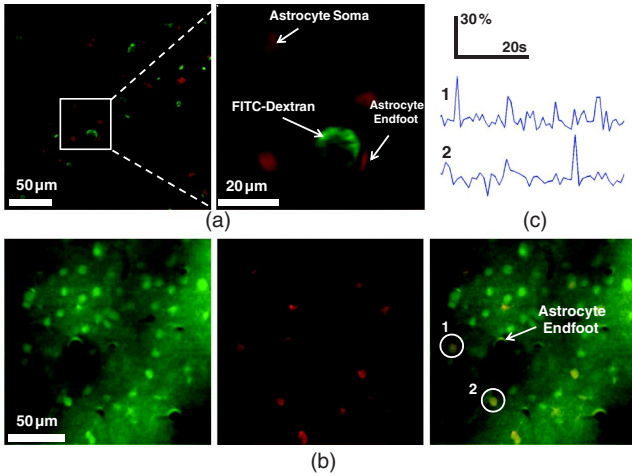 Astrocyte Soma
FITC-Dextran
Astrocyte
Endfoot
50 µm
20 µm
(a)
30 %
20s
1
2
(c)
50 µm
1
Astrocyte
Endfoot
2
(b)